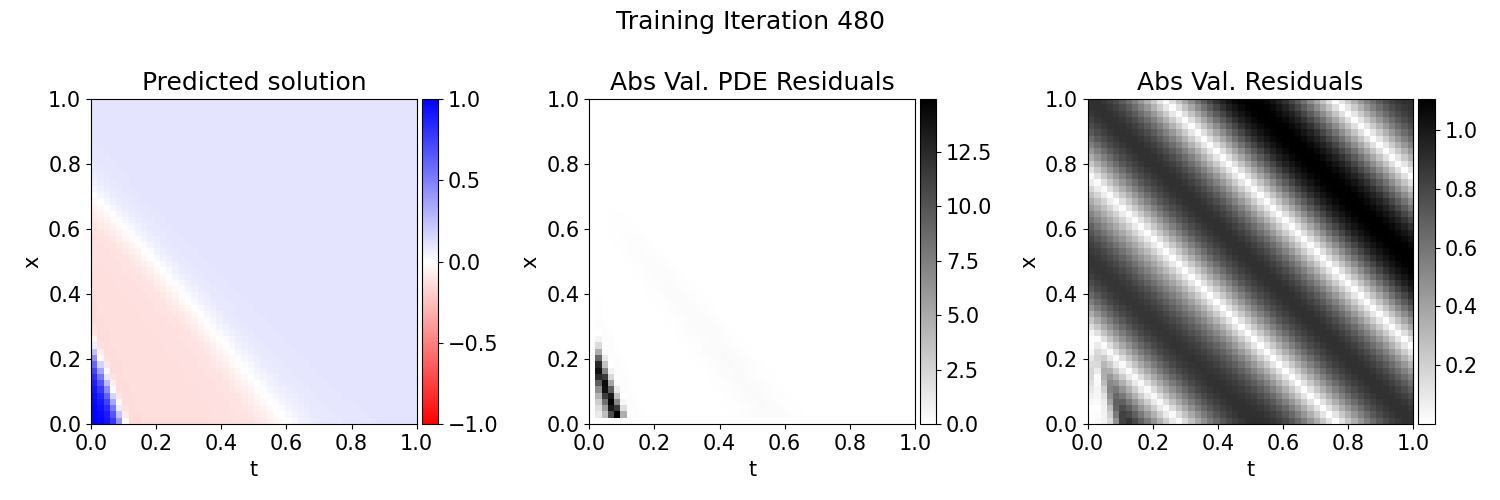 Training Iteration 480
Predicted solution
1.0
0.8
0.6
0.4
0.2
0.0
x
0.0 0.2 0.4 0.6 0.8 1.0
t
1.0
0.5
0.0
−0.5
−1.0
Abs Val. PDE Residuals
1.0
0.8
0.6
0.4
0.2
0.0
x
0.0 0.2 0.4 0.6 0.8 1.0
t
12.5
10.0
7.5
5.0
2.5
0.0
Abs Val. Residuals
1.0
0.8
0.6
0.4
0.2
0.0
x
0.0 0.2 0.4 0.6 0.8 1.0
t
1.0
0.8
0.6
0.4
0.2